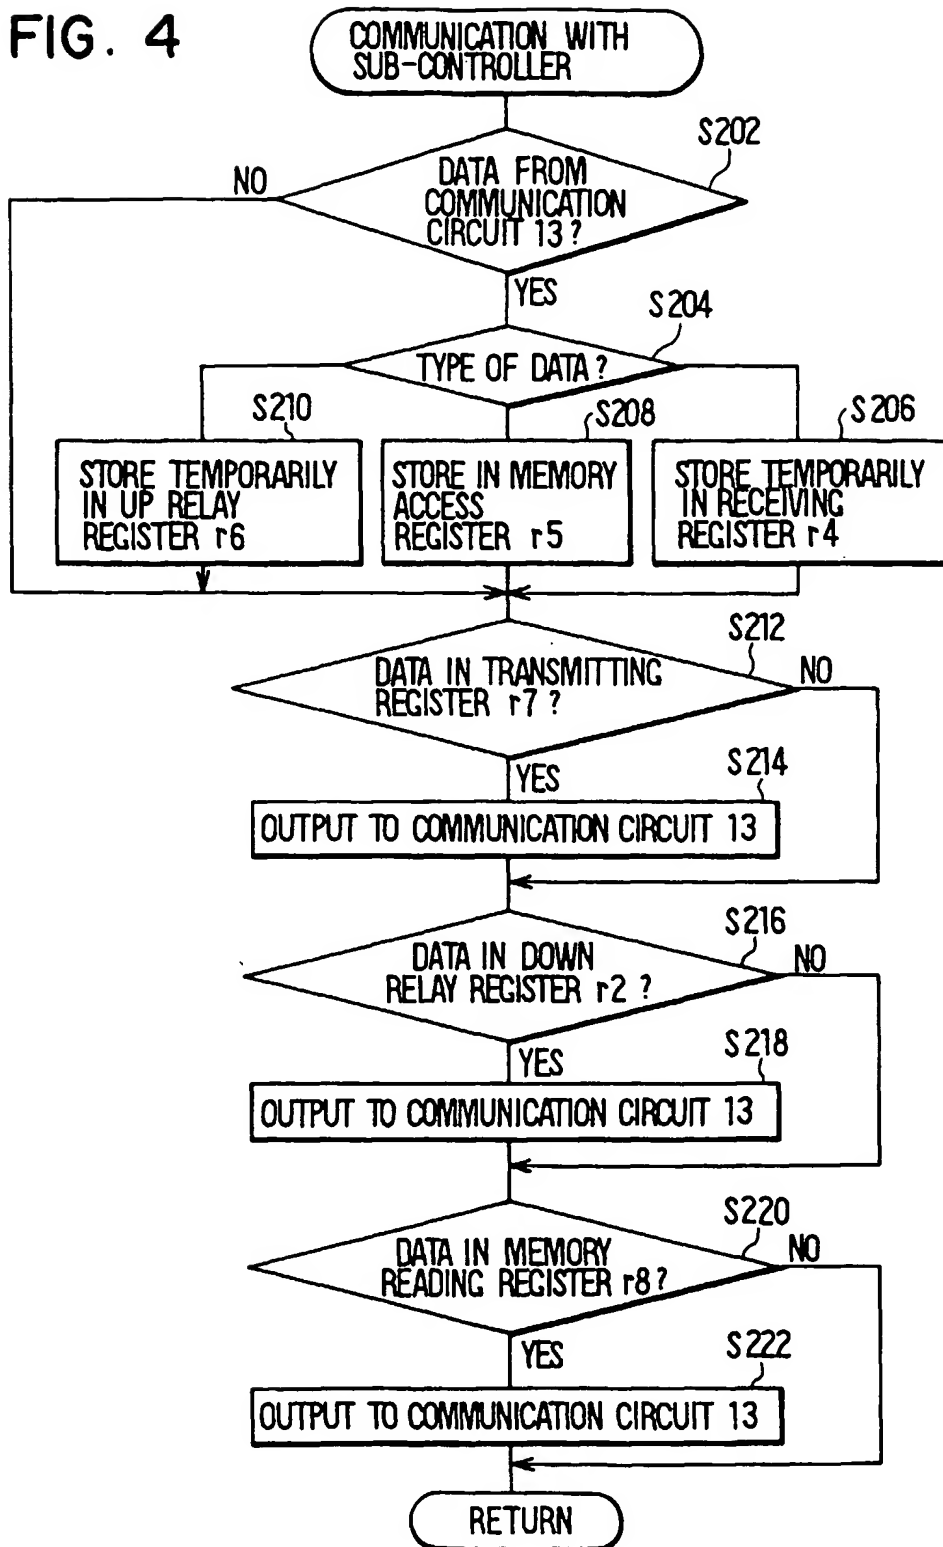 FIG. 4
COMMUNICATION WITH
SUB-CONTROLLER
S202
NO
DATA FROM
COMMUNICATION
CIRCUIT 13?
YES
S204
TYPE OF DATA?
S210
S208
S206
STORE TEMPORARILY
IN UP RELAY
REGISTER r6
STORE IN MEMORY
ACCESS
REGISTER r5
STORE TEMPORARILY
IN RECEIVING
REGISTER r4
S212
DATA IN TRANSMITTING
REGISTER r7?
NO
YES
S214
OUTPUT TO COMMUNICATION CIRCUIT 13
S216
DATA IN DOWN
RELAY REGISTER r2?
NO
YES
S218
OUTPUT TO COMMUNICATION CIRCUIT 13
S220
DATA IN MEMORY
READING REGISTER r8?
NO
YES
S222
OUTPUT TO COMMUNICATION CIRCUIT 13
RETURN